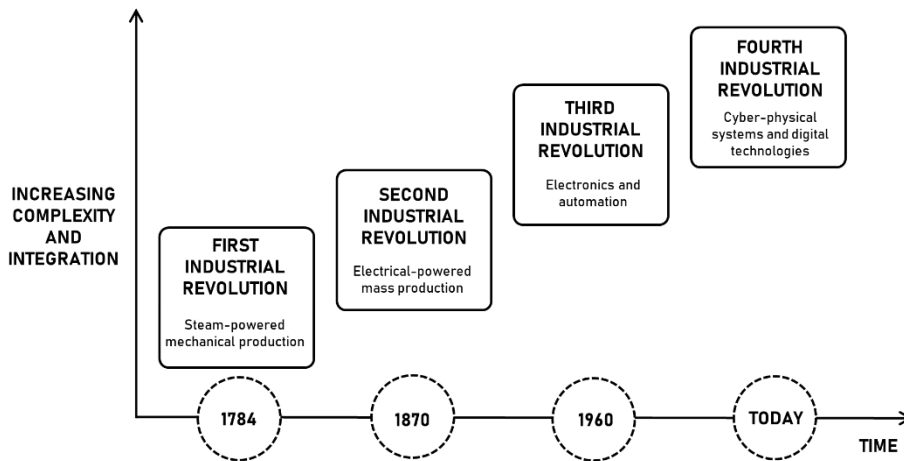 FOURTH
INDUSTRIAL
REVOLUTION
Cyber-physical
systems and digital
technologies
THIRD
INDUSTRIAL
REVOLUTION
Electronics and
automation
SECOND
INDUSTRIAL
REVOLUTION
Electrical-powered
mass production
INCREASING
COMPLEXITY
AND
INTEGRATION
FIRST
INDUSTRIAL
REVOLUTION
Steam-powered
mechanical production
1784
1870
1960
TODAY
TIME